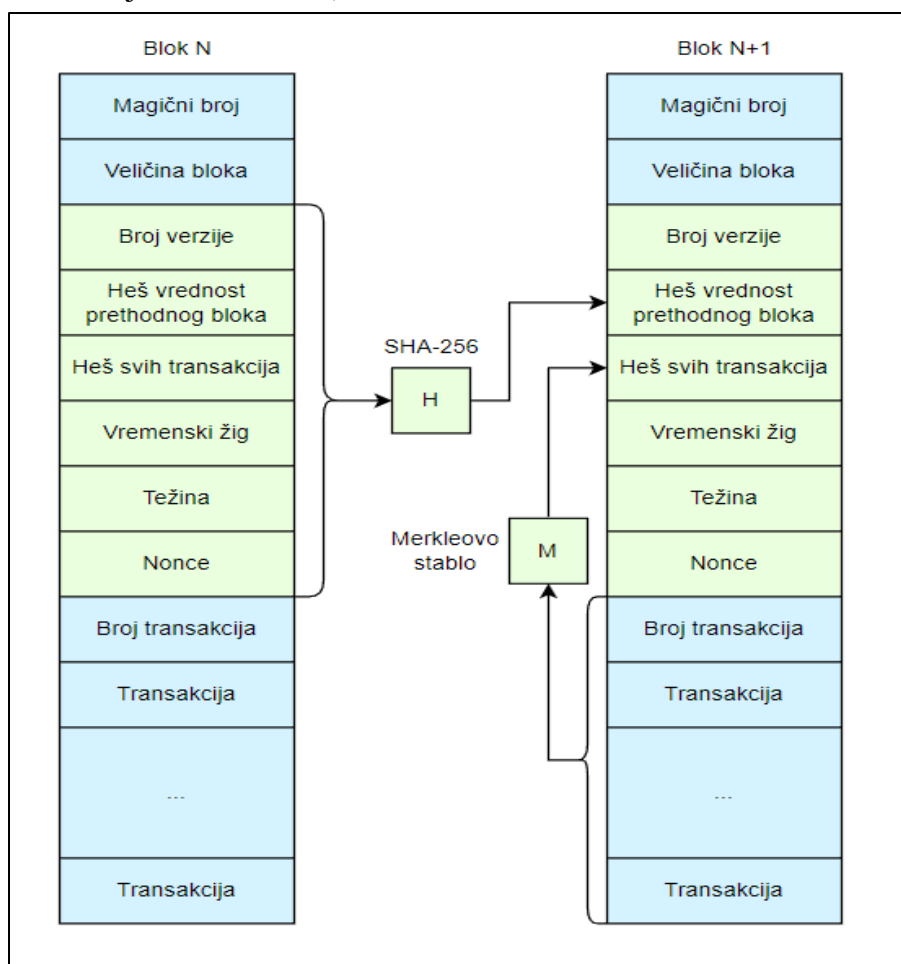 Blok N
Magični broj
Veličina bloka
Broj verzije
Heš vrednost
prethodnog bloka
Heš svih transakcija
Vremenski žig
Težina
Nonce
Broj transakcija
Transakcija
...
Transakcija
SHA-256
H
Merkleovo
stablo
M
Blok N+1
Magični broj
Veličina bloka
Broj verzije
Heš vrednost
prethodnog bloka
Heš svih transakcija
Vremenski žig
Težina
Nonce
Broj transakcija
Transakcija
...
Transakcija